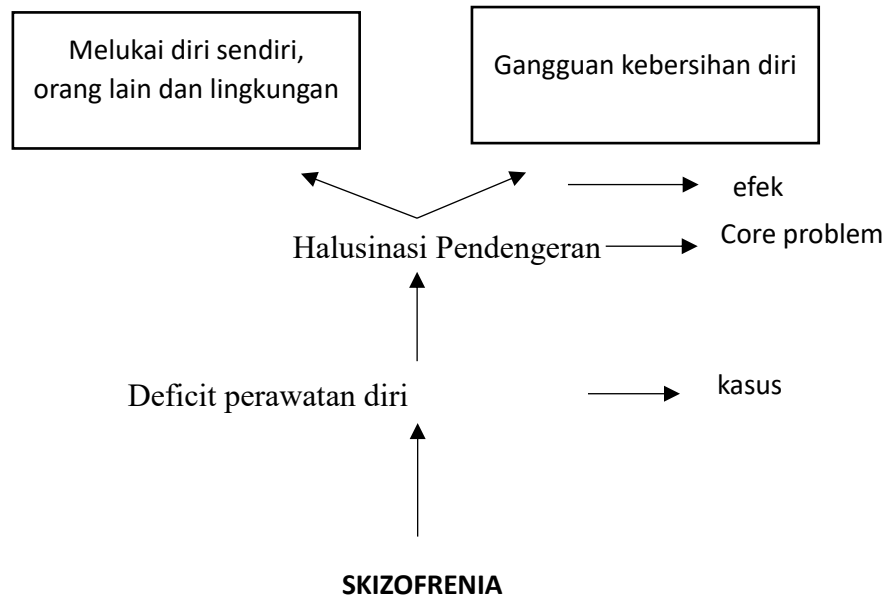 Melukai diri sendiri,
orang lain dan lingkungan
Gangguan kebersihan diri
efek
Halusinasi Pendengeran
Core problem
Deficit perawatan diri
kasus
SKIZOFRENIA